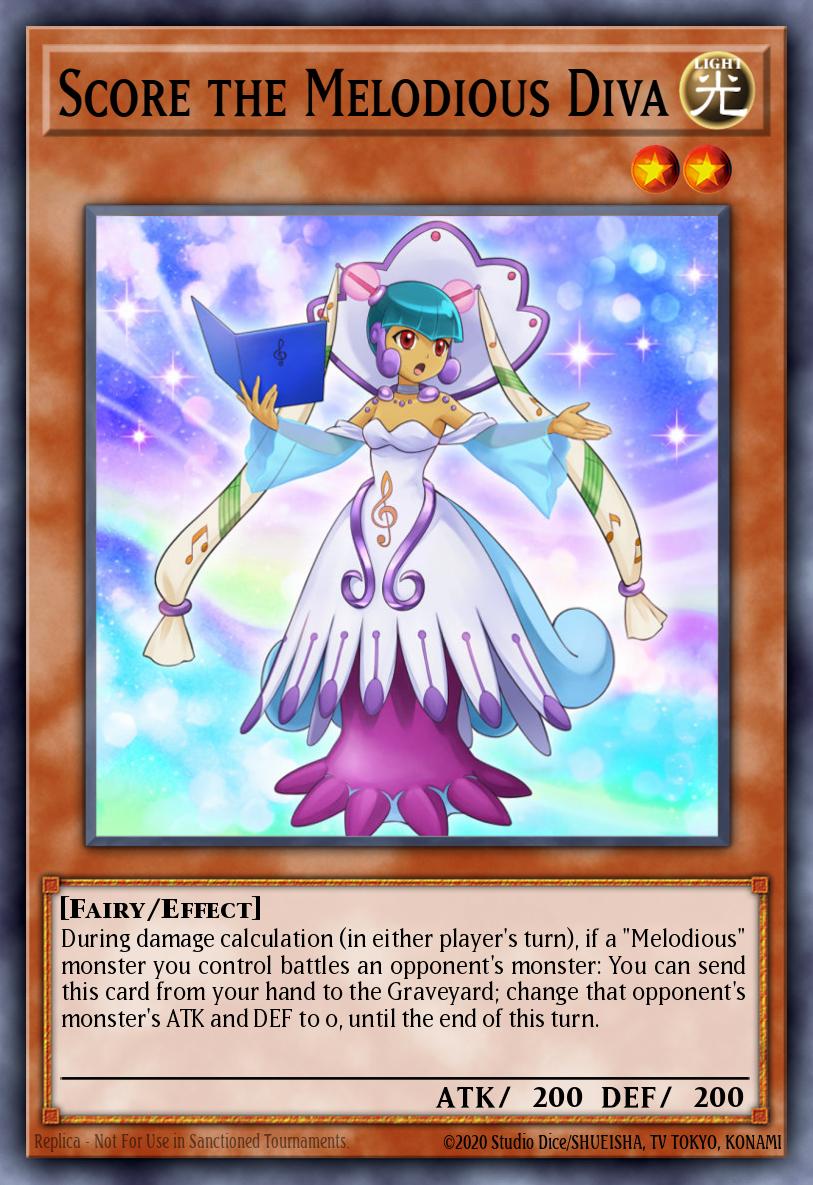 Score the Melodious Diva
LIGHT
光
[Fairy/Effect]
During damage calculation (in either player's turn), if a "Melodious"
monster you control battles an opponent's monster: You can send
this card from your hand to the Graveyard; change that opponent's
monster's ATK and DEF to 0, until the end of this turn.
ATK/ 200 DEF/ 200
Replica - Not For Use in Sanctioned Tournaments.
©2020 Studio Dice/SHUEISHA, TV TOKYO, KONAMI